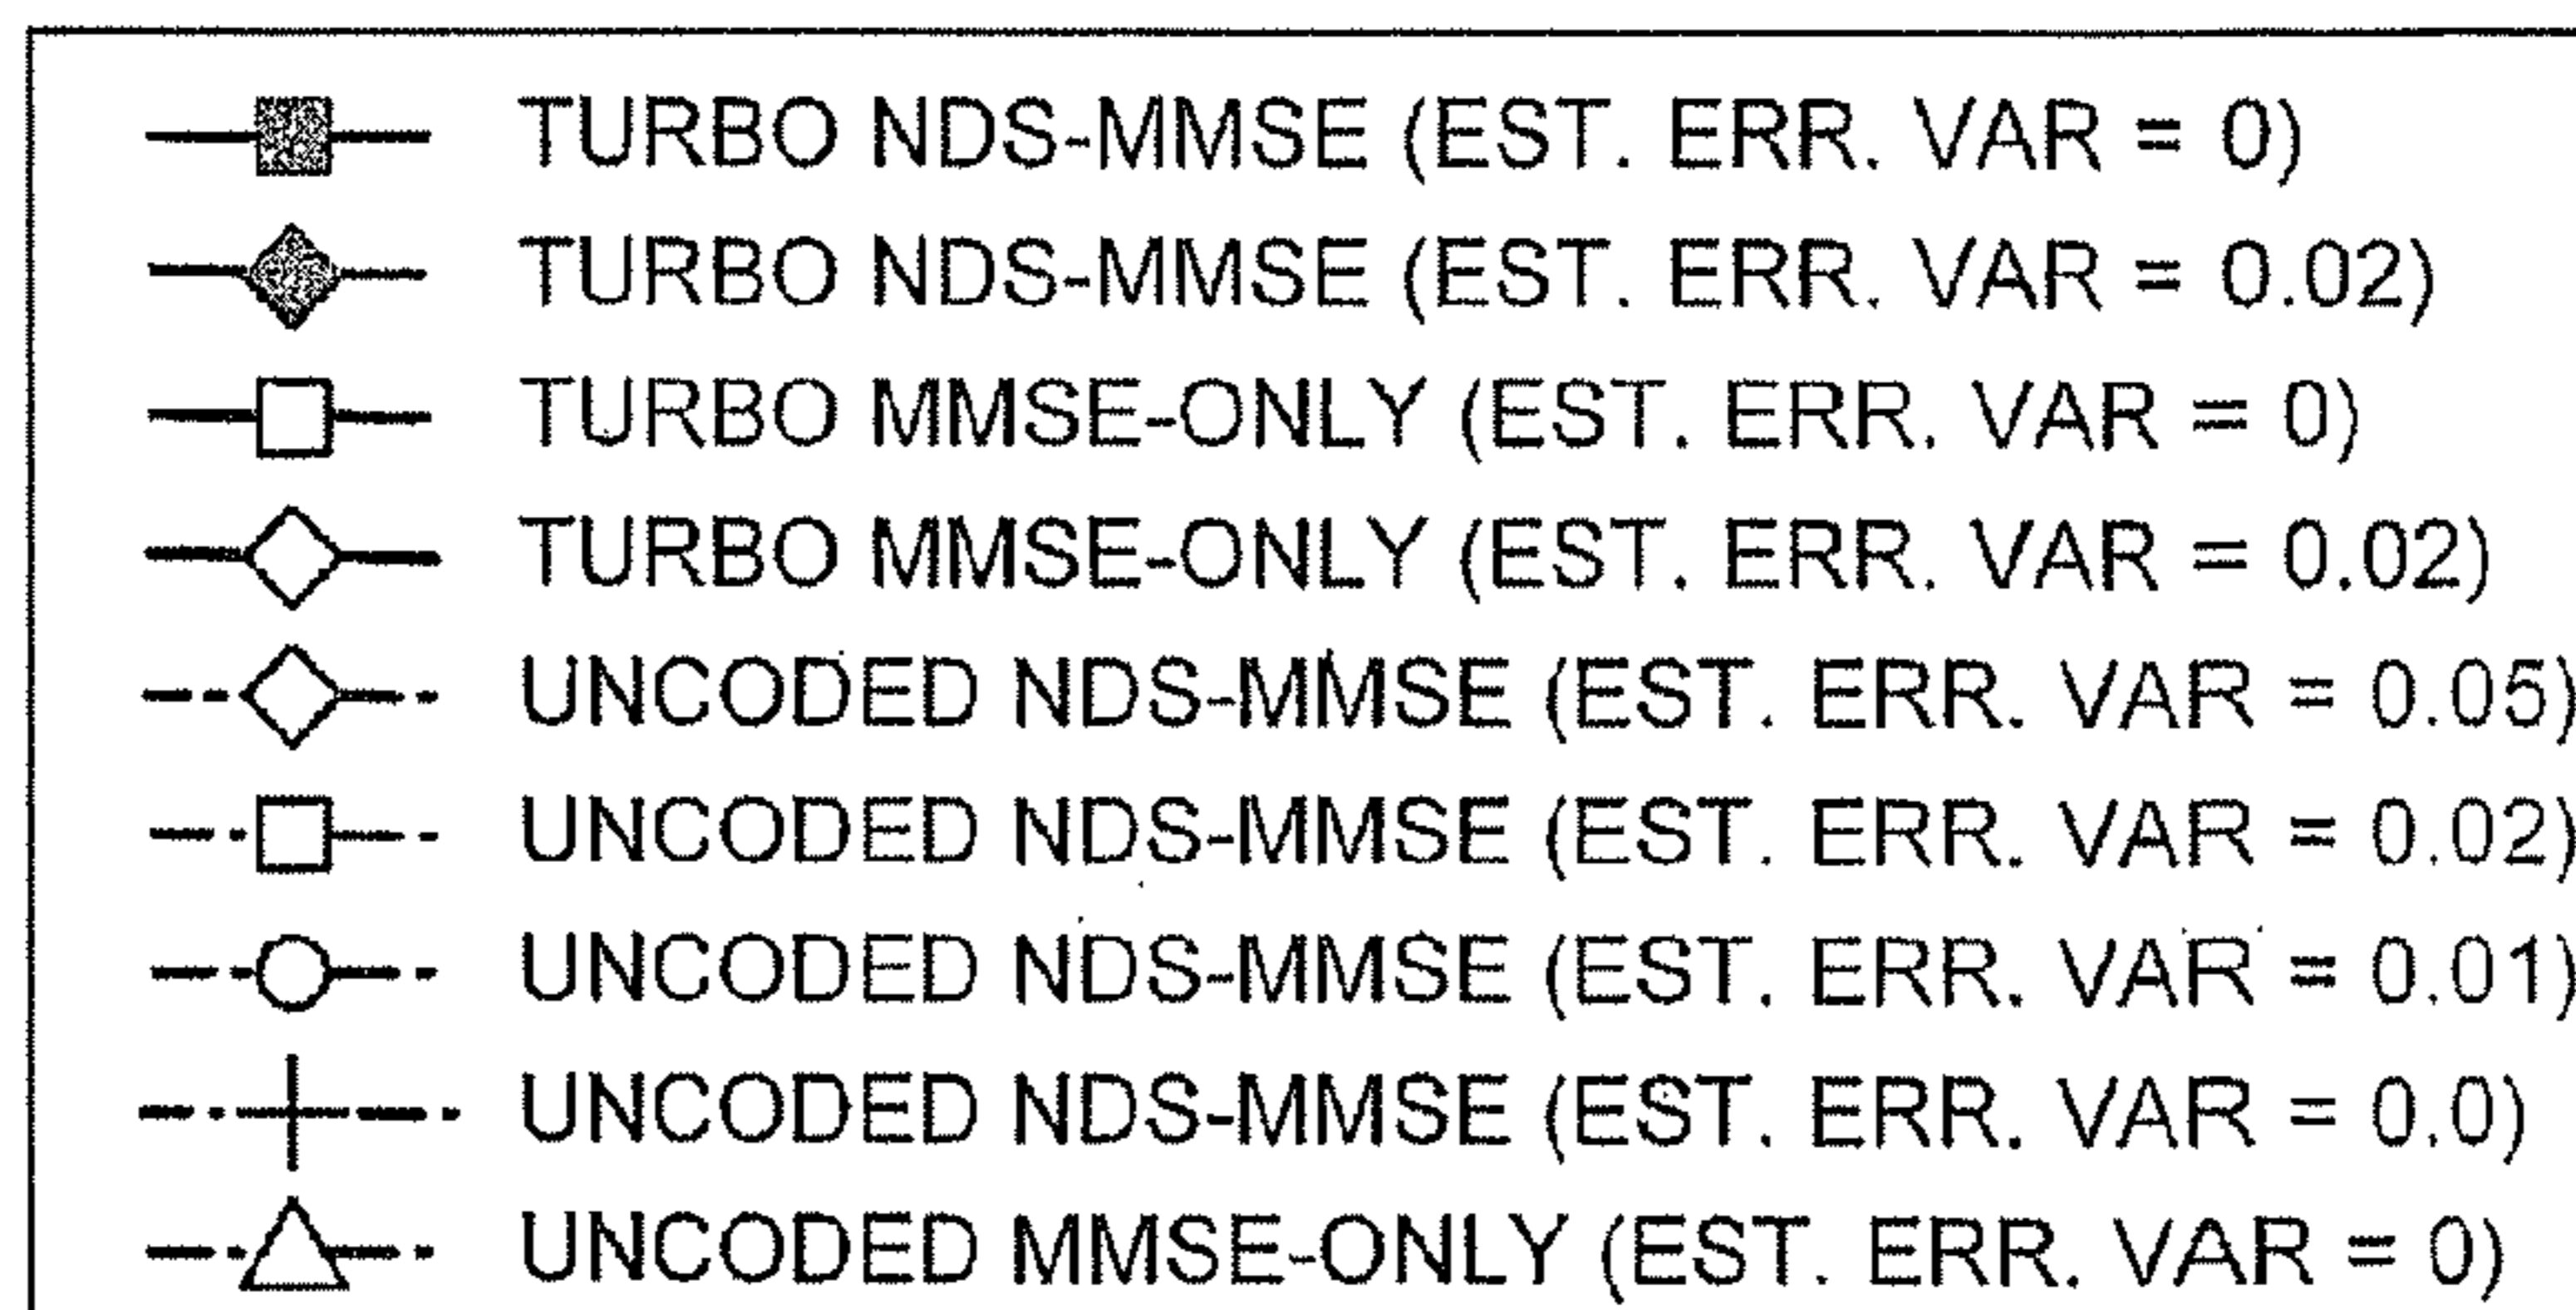 TURBO NDS-MMSE (EST. ERR. VAR = 0)
TURBO NDS-MMSE (EST. ERR. VAR = 0.02)
TURBO MMSE-ONLY (EST. ERR. VAR = 0)
TURBO MMSE-ONLY (EST. ERR. VAR = 0.02)
UNCODED NDS-MMSE (EST. ERR. VAR = 0.05)
UNCODED NDS-MMSE (EST. ERR. VAR = 0.02)
UNCODED NDS-MMSE (EST. ERR. VAR = 0.01)
UNCODED NDS-MMSE (EST. ERR. VAR = 0.0)
UNCODED MMSE-ONLY (EST. ERR. VAR = 0)